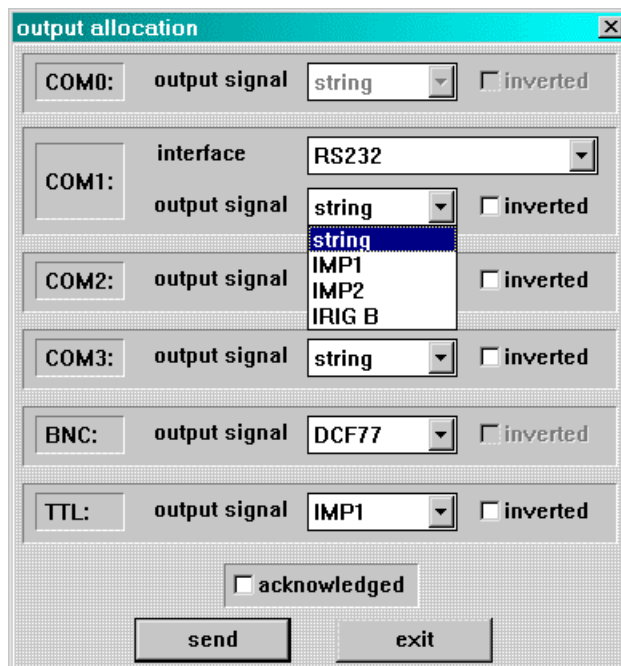 output allocation
COM0: output signal string inverted
COM1: interface RS232
output signal string inverted
string
IMP1
IMP2
IRIG B
COM2: output signal inverted
COM3: output signal string inverted
BNC: output signal DCF77 inverted
TTL: output signal IMP1 inverted
acknowledged
send exit